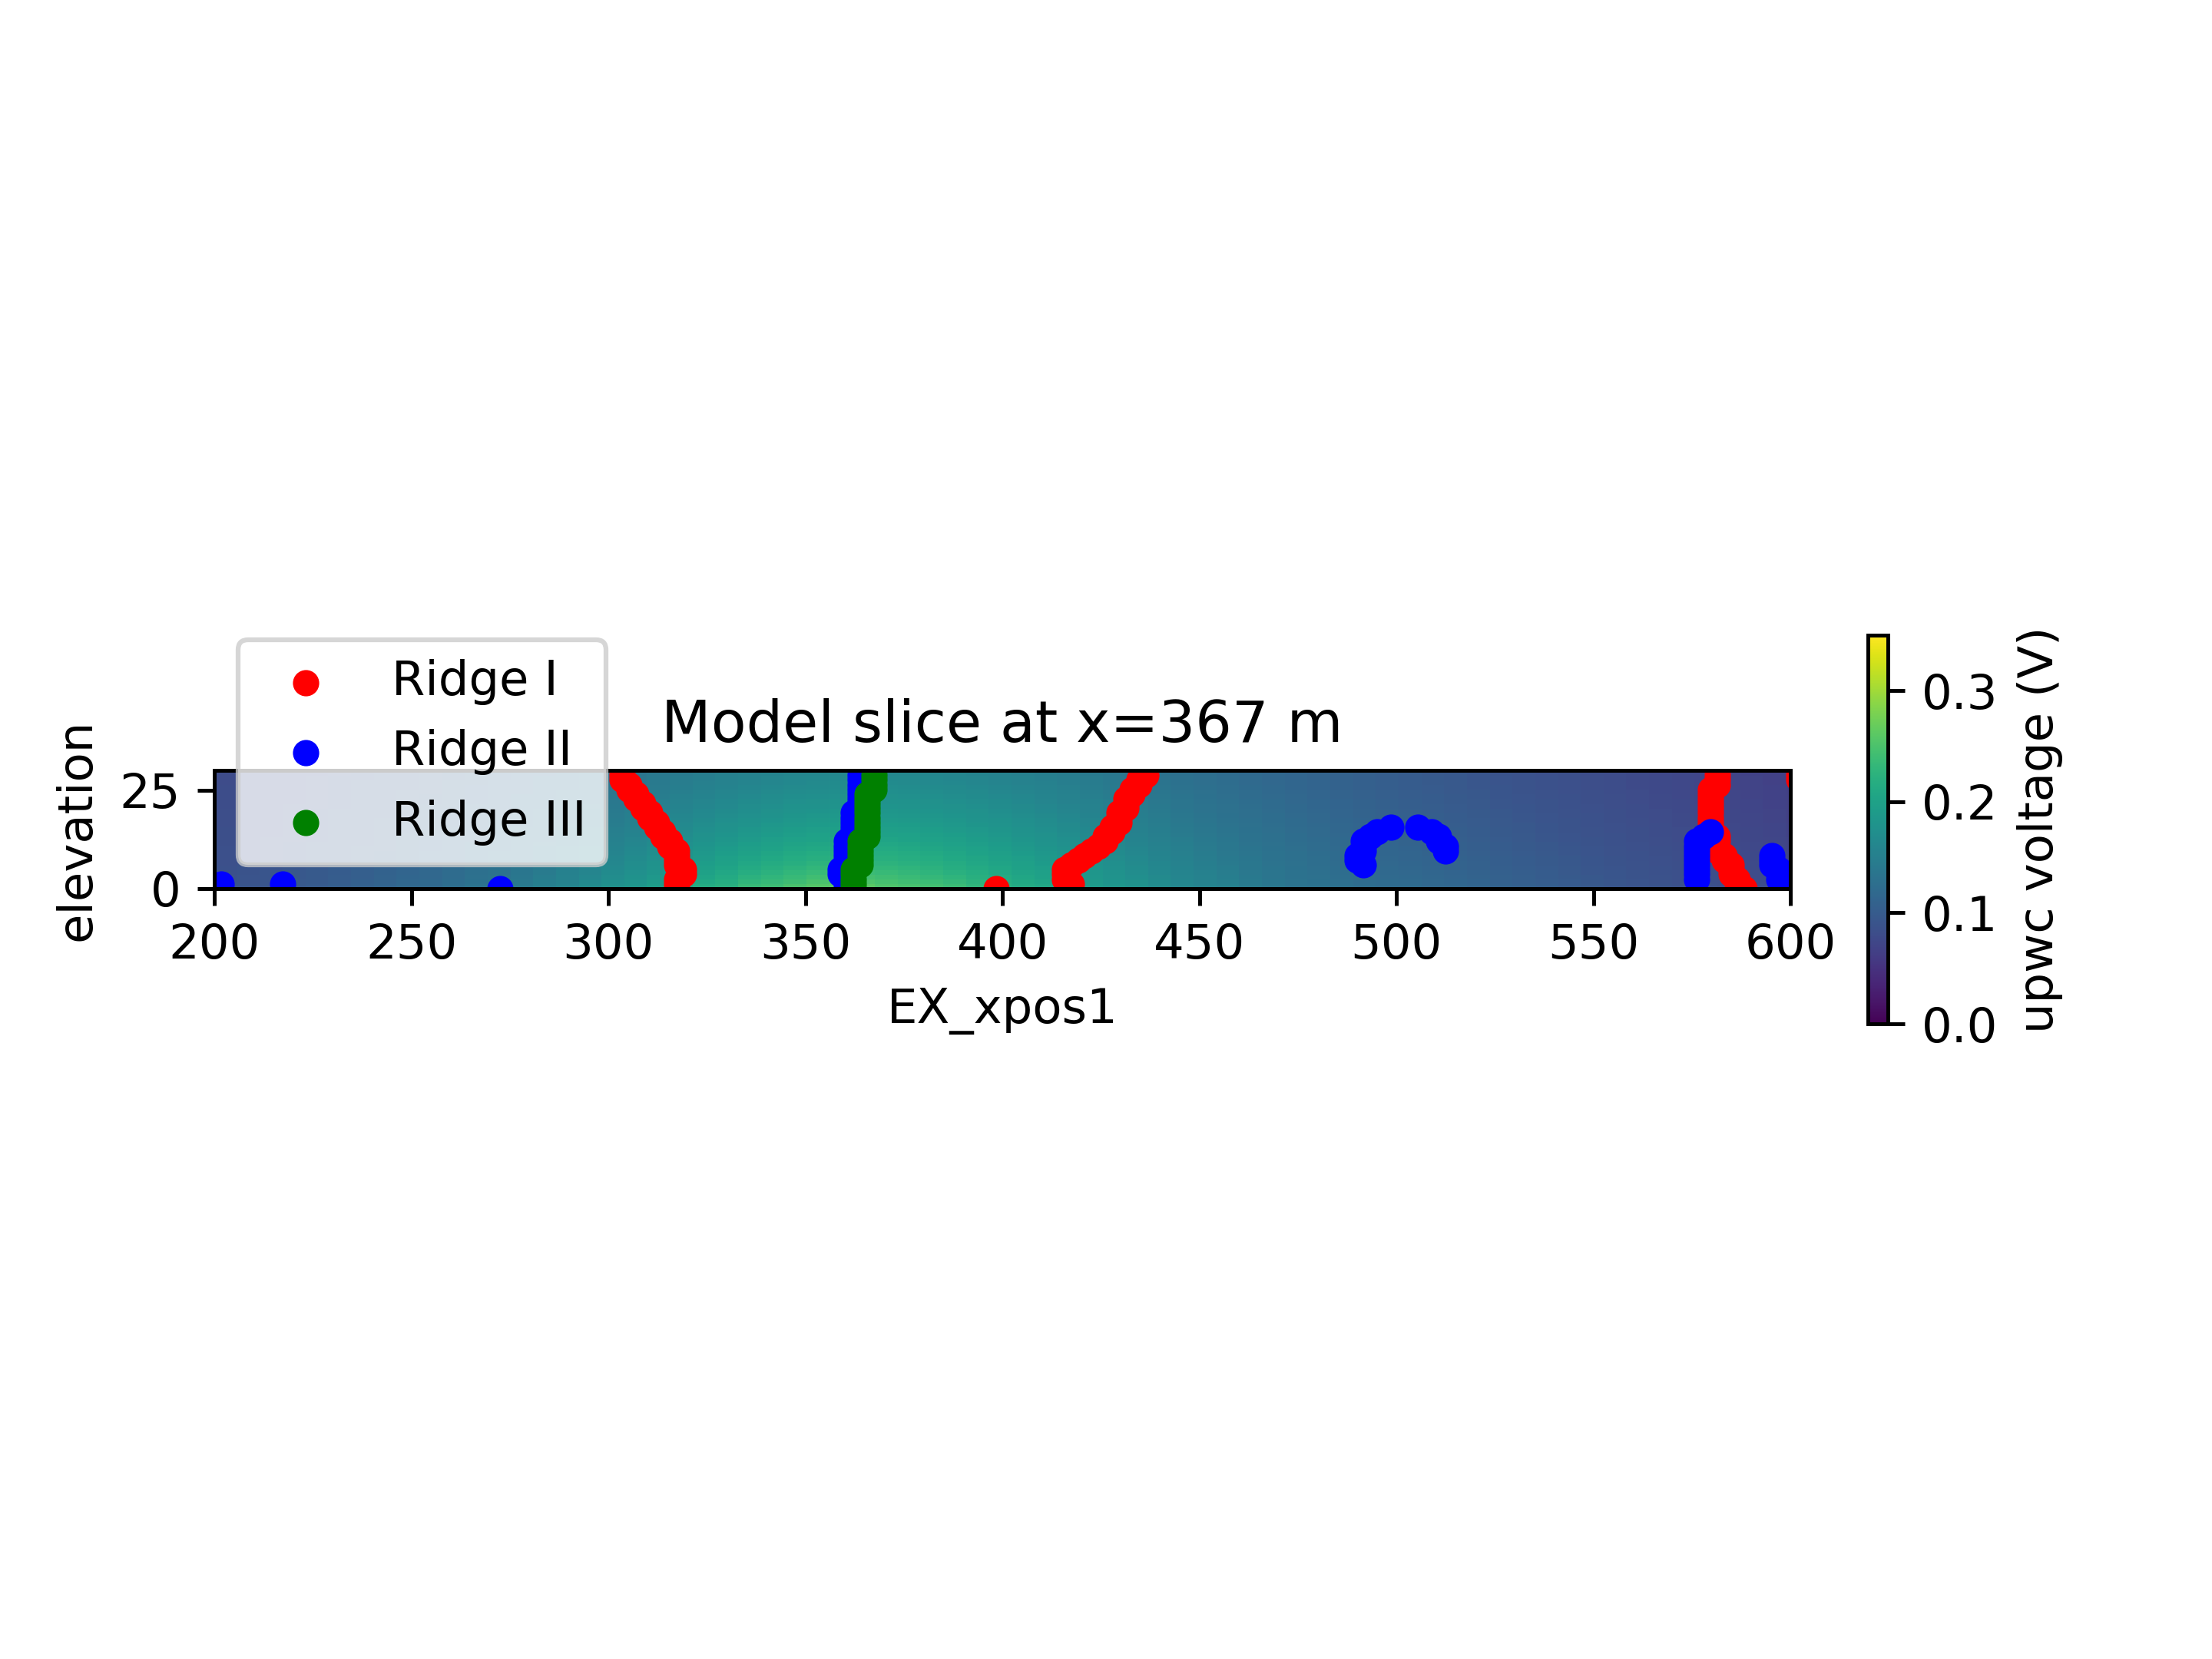 Ridge I
Ridge II
Ridge III
Model slice at x=367 m
elevation
25
0
200 250 300 350 400 450 500 550 600
EX_xpos1
0.3
0.2
0.1
0.0
upwc voltage (V)